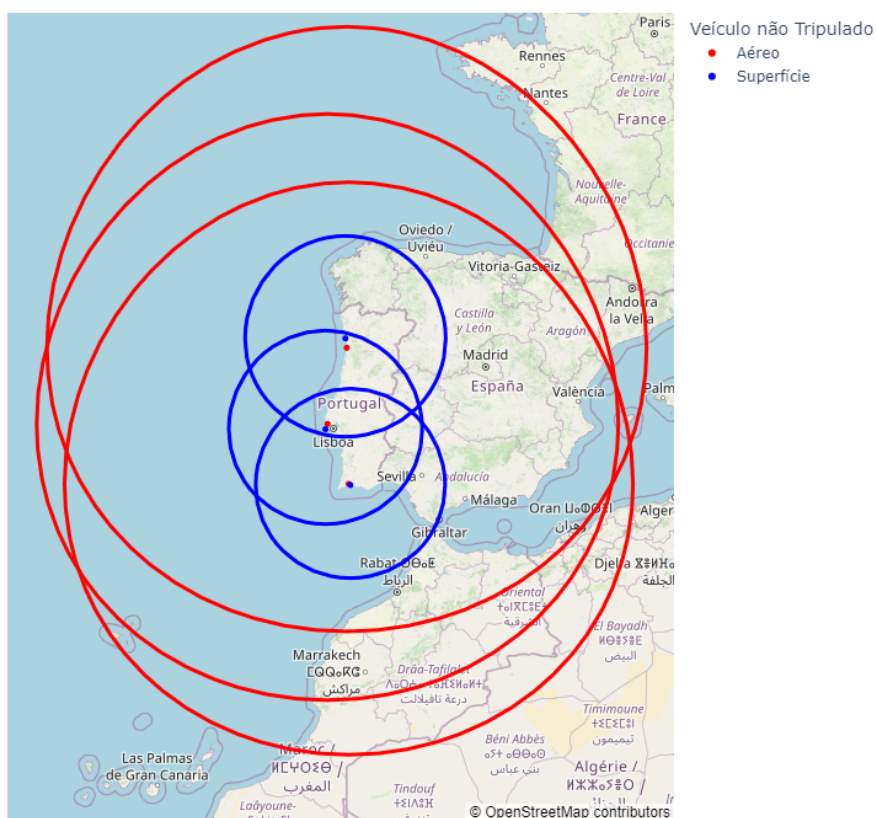 Veículo não Tripulado
Aéreo
Superfície
Paris
Rennes
Centre-Val
de Loire
Nantes
France
Nouvelle-
Aquitaine
Occitanie
Oviedo /
Uviéu
Vitoria-Gasteiz
Andorra
la Vella
Castilla
y León
Aragón
Madrid
España
València
Palm
Portugal
Lisboa
Sevilla
Andalucía
Málaga
Gibraltar
Oran
وهران
Alger
Rabat
الرباط
Djelfa
الجلفة
Oriental
الشرقية
El Bayadh
البيض
Marrakech
مراكش
Drâa-Tafilalet
درعة تافيلالت
Timimoune
تيميمون
Béni Abbès
بني عباس
Las Palmas
de Gran Canaria
Maroc /
المغرب
Algérie /
Tindouf
تندوف
Laâyoune-
© OpenStreetMap contributors